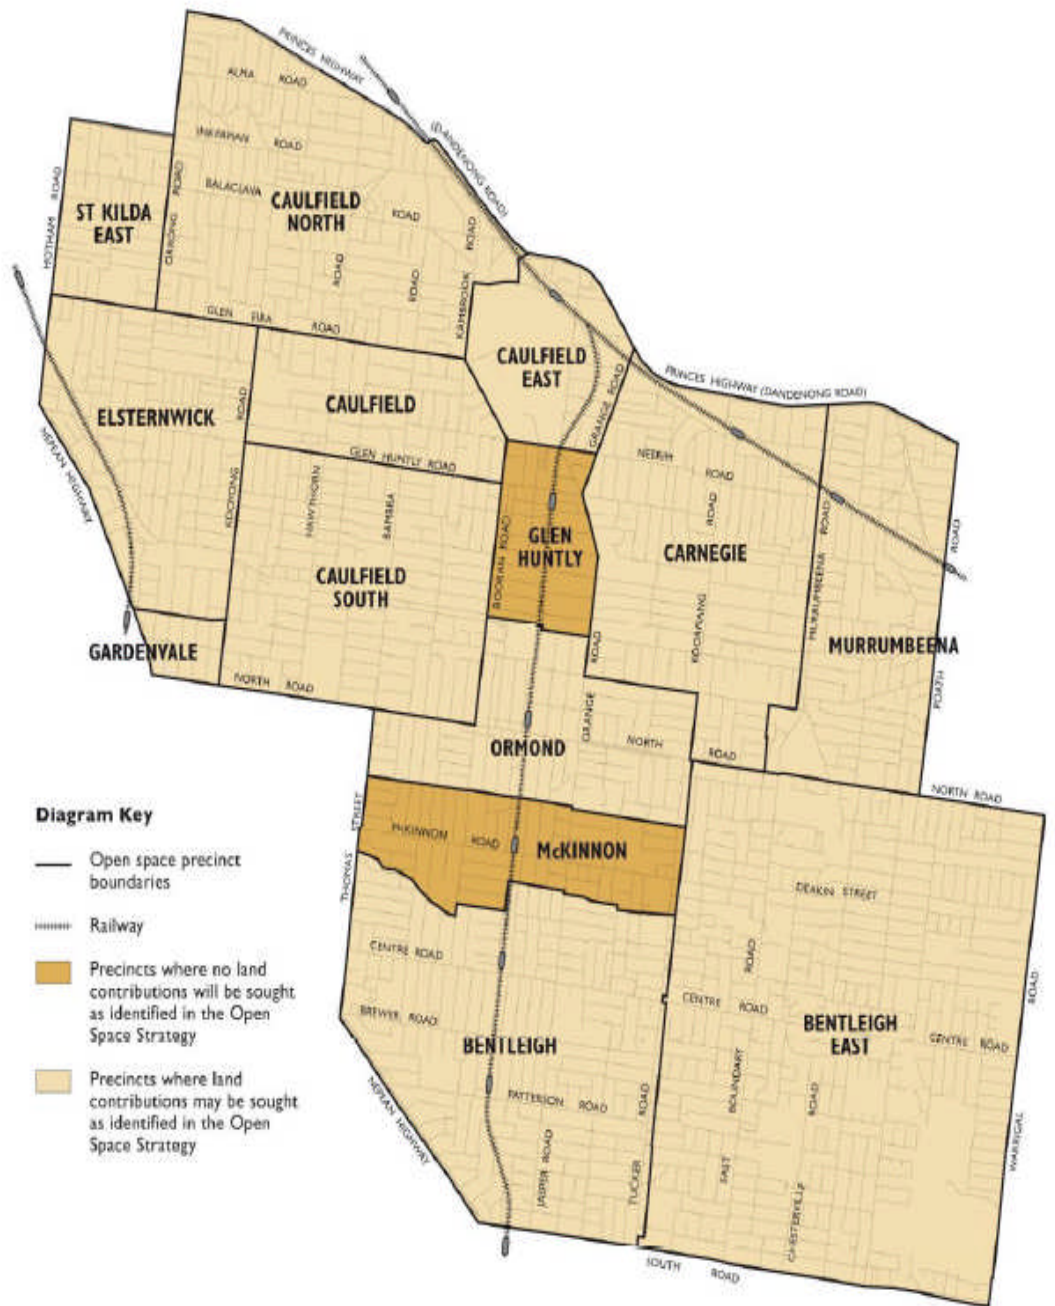 PRINCES HIGHWAY
ALMA ROAD
(DANDENONG ROAD)
INKERMAN ROAD
HOTHAM ROAD
ORRONG ROAD
BALACLAVA ROAD
ST KILDA
EAST
CAULFIELD
NORTH
ROAD
ROAD
KAMBROOK ROAD
GLEN EIRA ROAD
CAULFIELD
EAST
PRINCES HIGHWAY (DANDENONG ROAD)
ELSTERNWICK
CAULFIELD
GRANGE ROAD
NEPEAN HIGHWAY
KOOYONG ROAD
GLEN HUNTLY ROAD
NEERIM ROAD
HAWTHORN
BAMBRA
BOORAN ROAD
GLEN
HUNTLY
CARNEGIE
KOORNANG ROAD
MURRUMBEENA ROAD
CAULFIELD
SOUTH
GARDENVALE
MURRUMBEENA
POATH ROAD
NORTH ROAD
GRANGE ROAD
ORMOND
NORTH ROAD
NORTH ROAD
Diagram Key
Open space precinct
boundaries
Railway
Precincts where no land
contributions will be sought
as identified in the Open
Space Strategy
Precincts where land
contributions may be sought
as identified in the Open
Space Strategy
THOMAS STREET
McKINNON ROAD
McKINNON
DEAKIN STREET
CENTRE ROAD
BREWER ROAD
BENTLEIGH
CENTRE ROAD
BENTLEIGH
EAST
CENTRE ROAD
NEPEAN HIGHWAY
PATTERSON ROAD
JASPER ROAD
TUCKER ROAD
EAST BOUNDARY ROAD
CHESTERVILLE ROAD
WARRIGAL ROAD
SOUTH ROAD